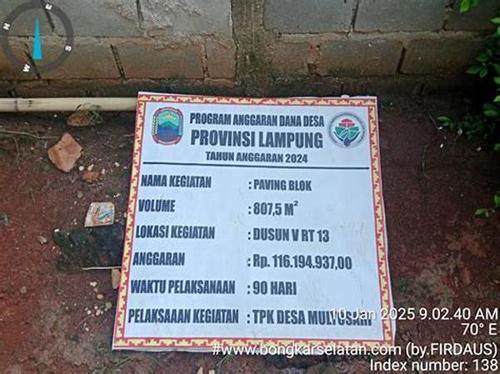 PROGRAM ANGGARAN DANA DESA
PROVINSI LAMPUNG
TAHUN ANGGARAN 2024
NAMA KEGIATAN : PAVING BLOK
VOLUME : 807,5 M²
LOKASI KEGIATAN : DUSUN V RT 13
ANGGARAN : Rp. 116.194.937,00
WAKTU PELAKSANAAN : 90 HARI
PELAKSAAAN KEGIATAN : TPK DESA MULYOSARI
10 Jan 2025 9.02.40 AM
70° E
#www.bongkarselatan.com (by.FIRDAUS)
Index number: 138